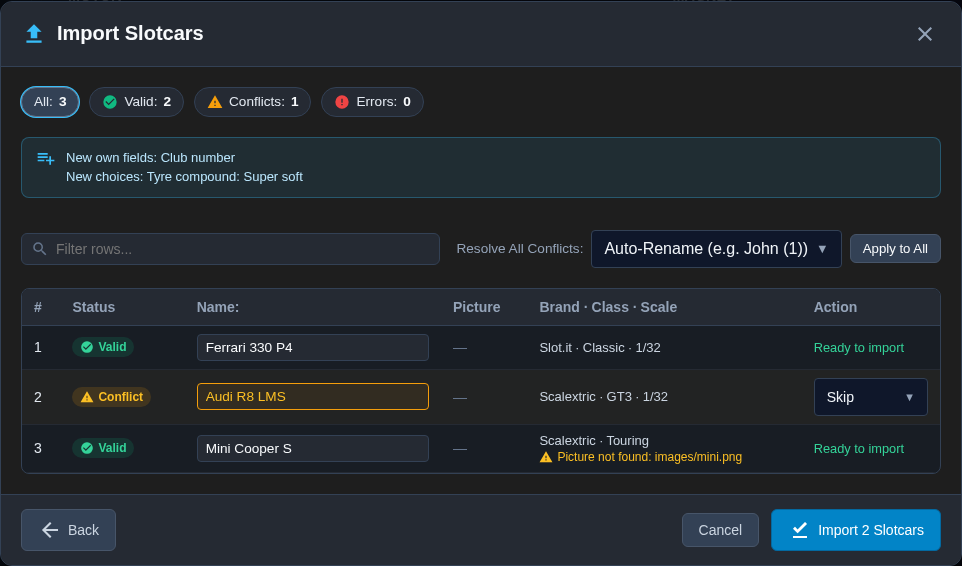 Import Slotcars
All: 3
Valid: 2
Conflicts: 1
Errors: 0
New own fields: Club number
New choices: Tyre compound: Super soft
Filter rows...
Resolve All Conflicts:
Auto-Rename (e.g. John (1))
Apply to All
# Status Name: Picture Brand · Class · Scale Action
1 Valid Ferrari 330 P4 — Slot.it · Classic · 1/32 Ready to import
2 Conflict Audi R8 LMS — Scalextric · GT3 · 1/32 Skip
3 Valid Mini Cooper S — Scalextric · Touring Ready to import
Picture not found: images/mini.png
Back
Cancel
Import 2 Slotcars